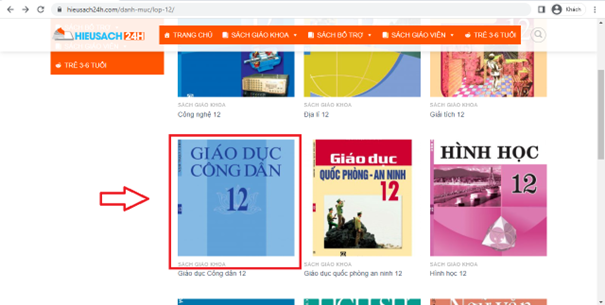 hieusach24h.com/danh-muc/lop-12/
Khách
HIEUSACH24H
TRANG CHỦ
SÁCH GIÁO KHOA
SÁCH BỔ TRỢ
SÁCH GIÁO VIÊN
TRẺ 3-6 TUỔI
TRẺ 3-6 TUỔI
SÁCH GIÁO KHOA
Công nghệ 12
SÁCH GIÁO KHOA
Địa lí 12
SÁCH GIÁO KHOA
Giải tích 12
GIÁO DỤC
CÔNG DÂN
12
SÁCH GIÁO KHOA
Giáo dục Công dân 12
Giáo dục
QUỐC PHÒNG - AN NINH
12
SÁCH GIÁO KHOA
Giáo dục quốc phòng an ninh 12
HÌNH HỌC
12
SÁCH GIÁO KHOA
Hình học 12